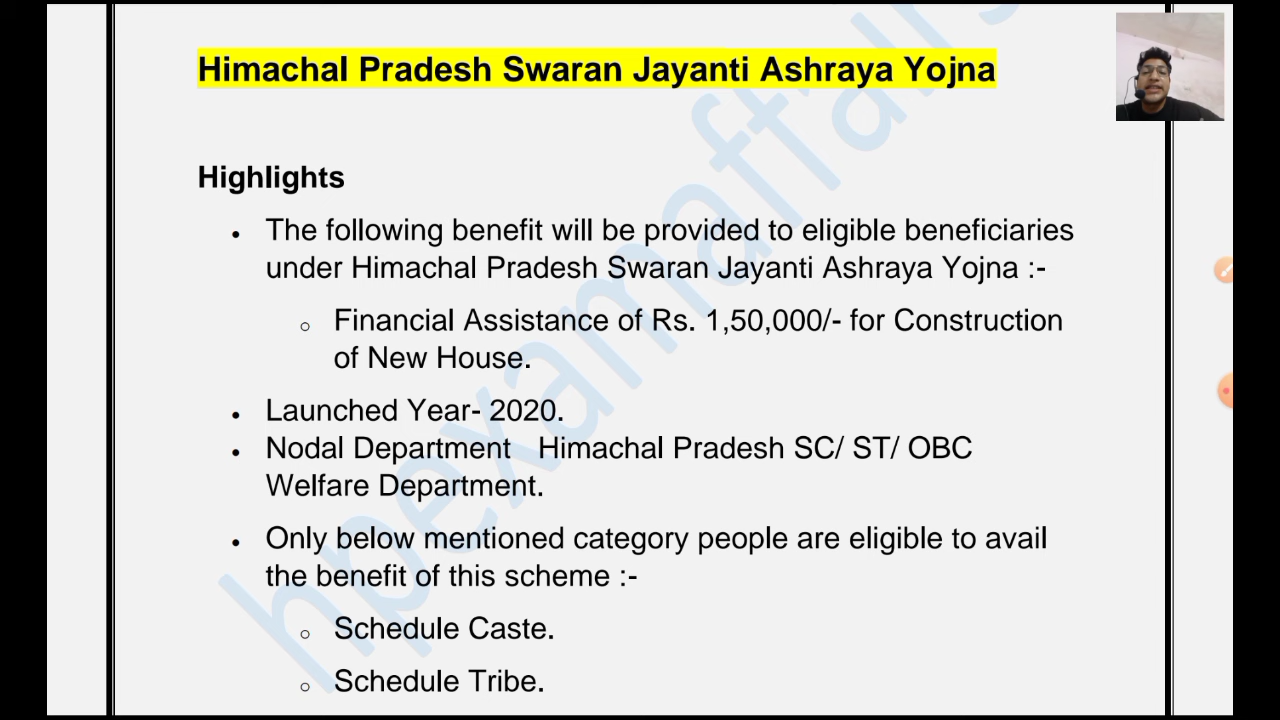 Himachal Pradesh Swaran Jayanti Ashraya Yojna
Highlights
• The following benefit will be provided to eligible beneficiaries
under Himachal Pradesh Swaran Jayanti Ashraya Yojna :-
o Financial Assistance of Rs. 1,50,000/- for Construction
of New House.
• Launched Year- 2020.
• Nodal Department Himachal Pradesh SC/ ST/ OBC
Welfare Department.
• Only below mentioned category people are eligible to avail
the benefit of this scheme :-
o Schedule Caste.
o Schedule Tribe.
hpexamaffairs